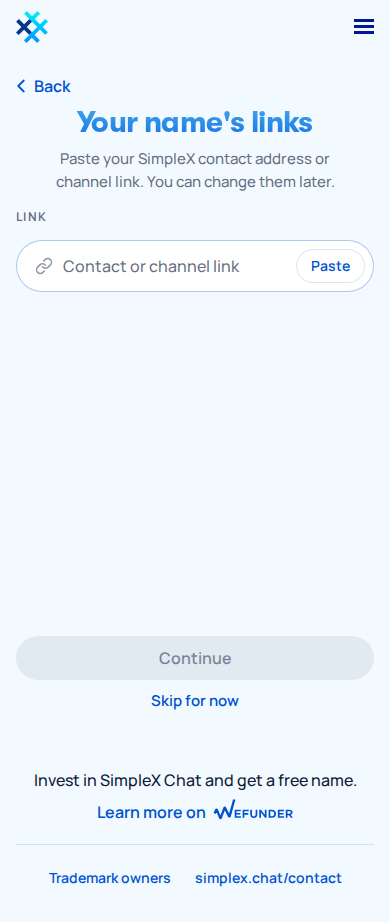 Back
Your name's links
Paste your SimpleX contact address or
channel link. You can change them later.
LINK
Contact or channel link
Paste
Continue
Skip for now
Invest in SimpleX Chat and get a free name.
Learn more on WEFUNDER
Trademark owners
simplex.chat/contact